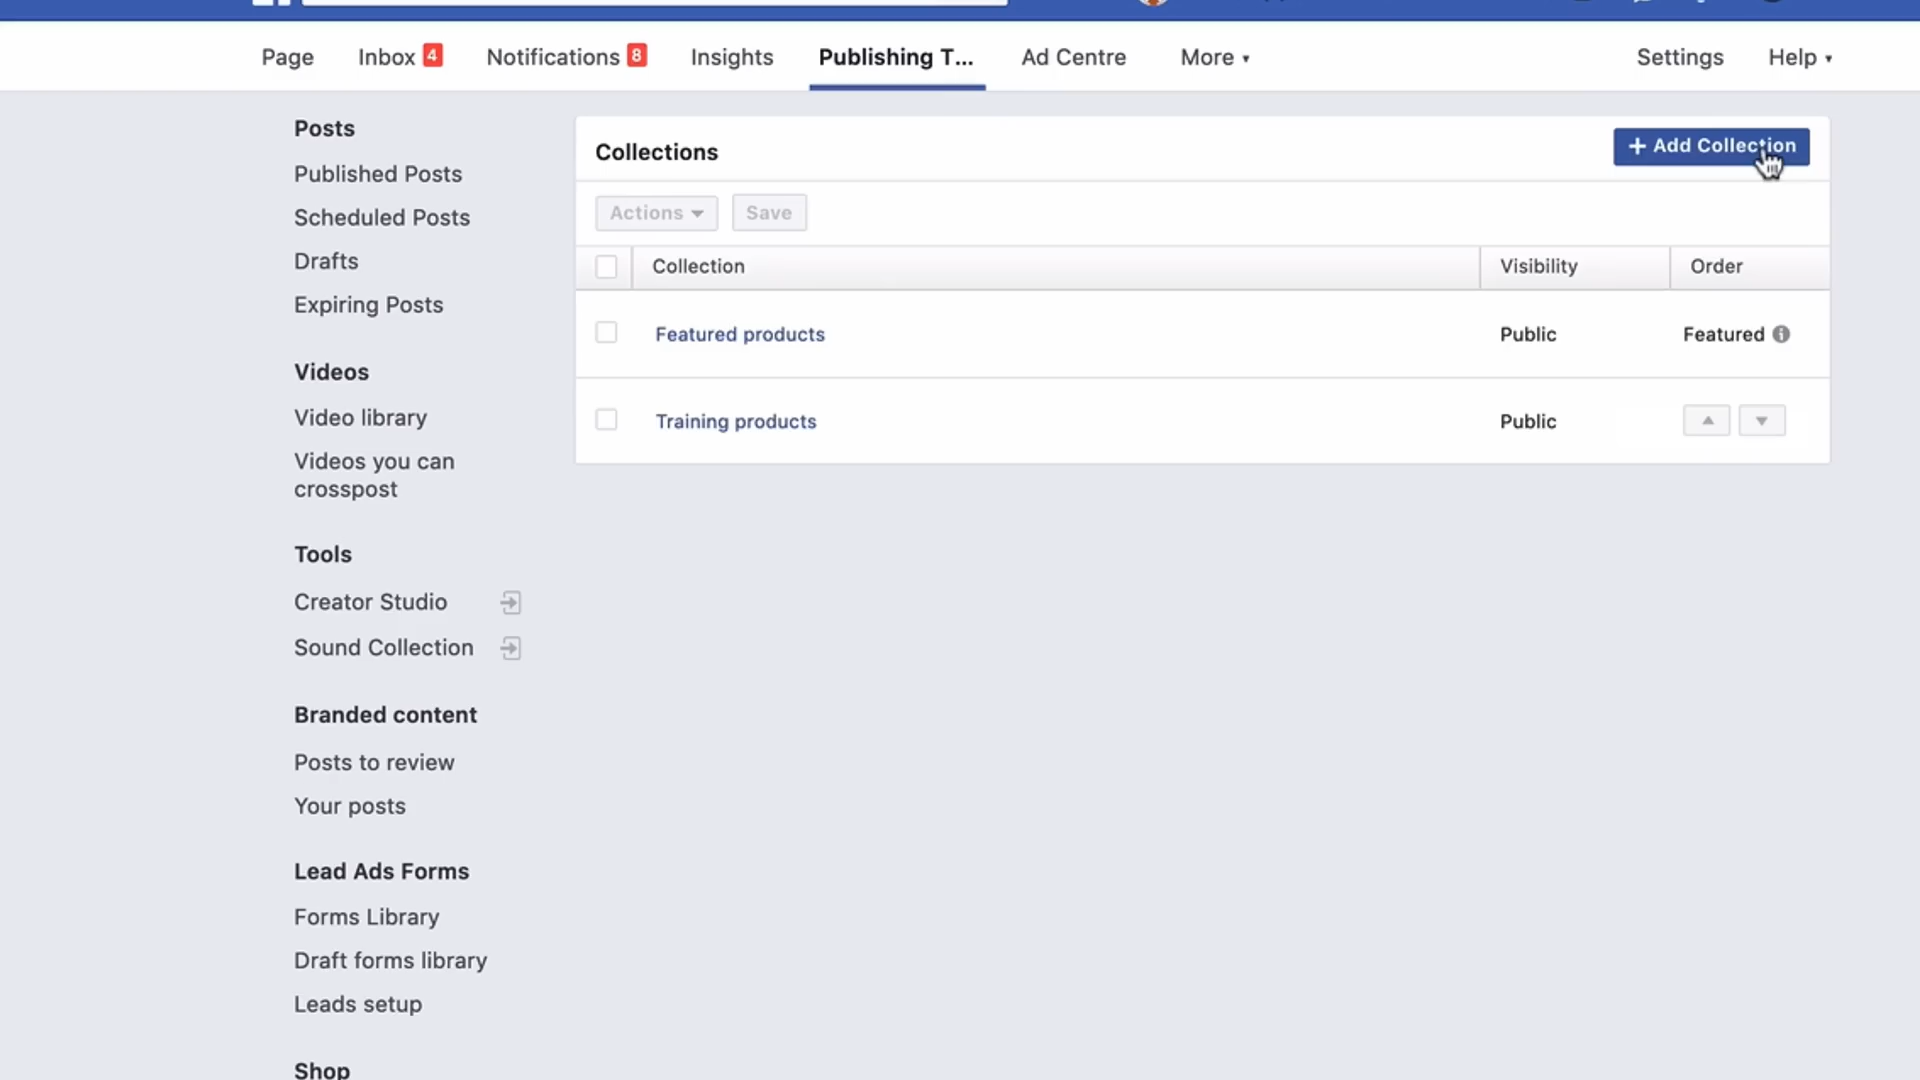 Page Inbox 4 Notifications 8 Insights Publishing T... Ad Centre More Settings Help
Posts
Published Posts
Scheduled Posts
Drafts
Expiring Posts
Videos
Video library
Videos you can
crosspost
Tools
Creator Studio
Sound Collection
Branded content
Posts to review
Your posts
Lead Ads Forms
Forms Library
Draft forms library
Leads setup
Shop
Collections
+ Add Collection
Actions Save
Collection Visibility Order
Featured products Public Featured
Training products Public